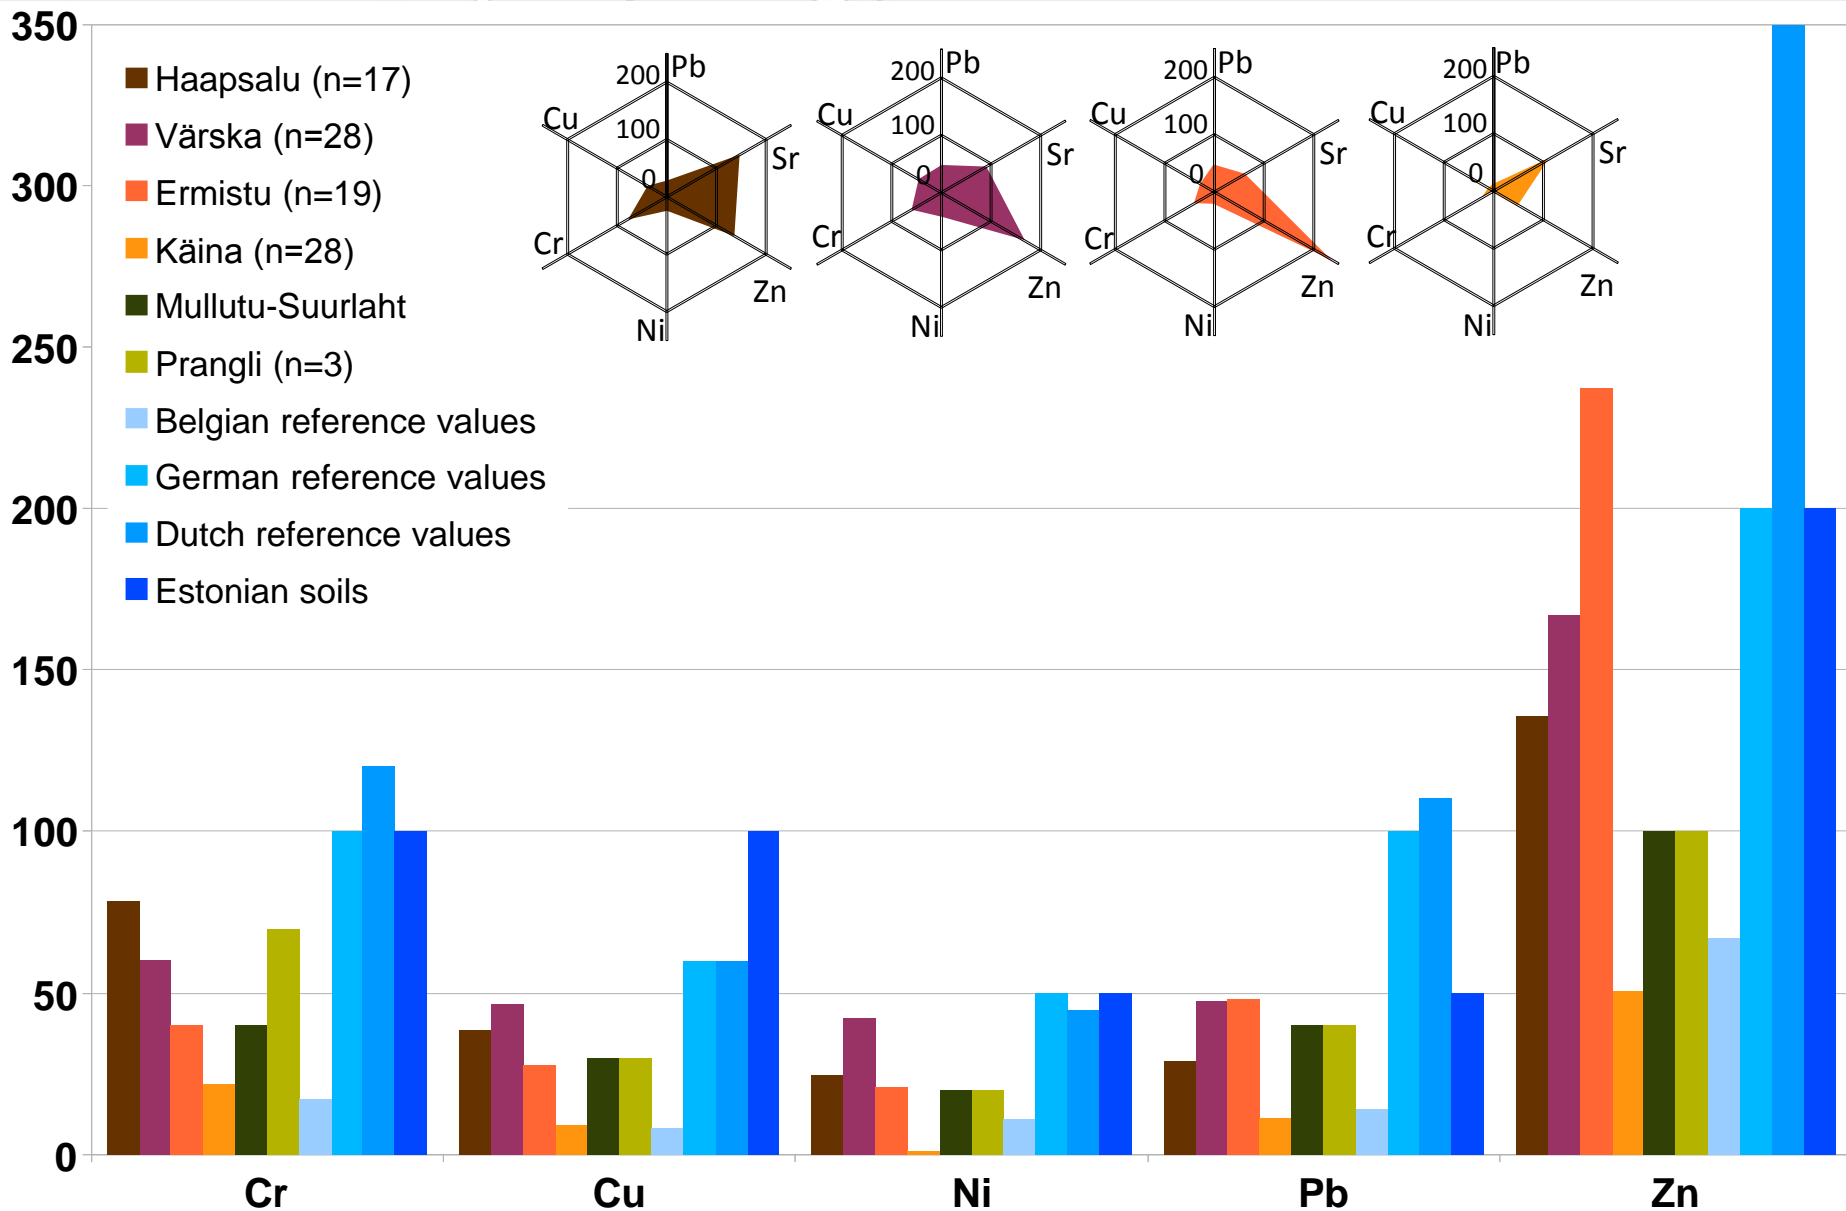 350
300
250
200
150
100
50
0
Haapsalu (n=17)
Värska (n=28)
Ermistu (n=19)
Käina (n=28)
Mullutu-Suurlaht
Prangli (n=3)
Belgian reference values
German reference values
Dutch reference values
Estonian soils
200 Pb
Cu 100
Sr
0
Cr
Zn
Ni
200 Pb
Cu 100
Sr
0
Cr
Zn
Ni
200 Pb
Cu 100
Sr
0
Cr
Zn
Ni
200 Pb
Cu 100
Sr
0
Cr
Zn
Ni
Cr Cu Ni Pb Zn